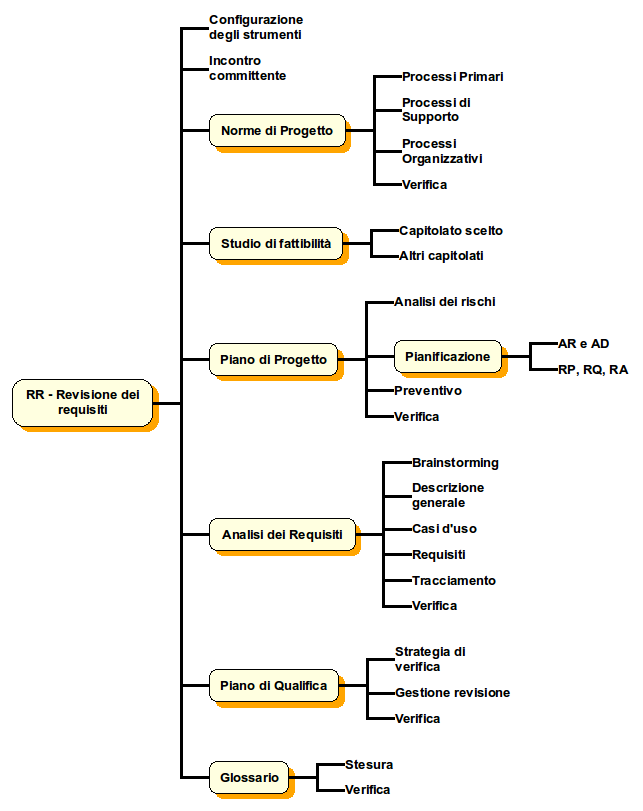 Configurazione
degli strumenti
Incontro
committente
Norme di Progetto
Processi Primari
Processi di
Supporto
Processi
Organizzativi
Verifica
Studio di fattibilità
Capitolato scelto
Altri capitolati
Piano di Progetto
Analisi dei rischi
Pianificazione
AR e AD
RP, RQ, RA
Preventivo
Verifica
RR - Revisione dei
requisiti
Analisi dei Requisiti
Brainstorming
Descrizione
generale
Casi d'uso
Requisiti
Tracciamento
Verifica
Piano di Qualifica
Strategia di
verifica
Gestione revisione
Verifica
Glossario
Stesura
Verifica